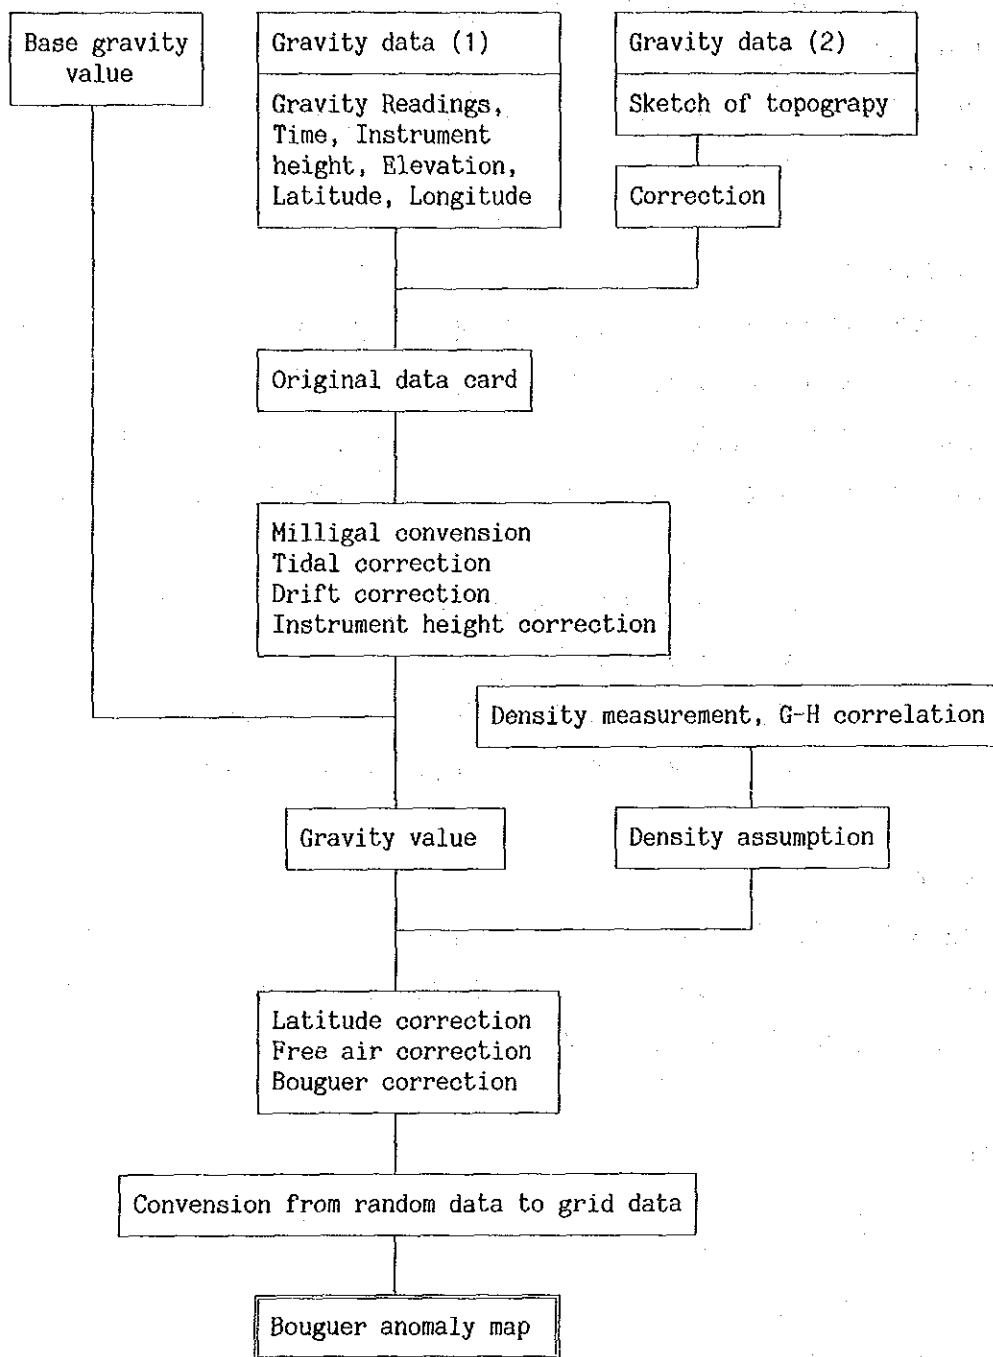 Base gravity
value
Gravity data (1)
Gravity Readings,
Time, Instrument
height, Elevation,
Latitude, Longitude
Gravity data (2)
Sketch of topograpy
Correction
Original data card
Milligal convension
Tidal correction
Drift correction
Instrument height correction
Density measurement, G-H correlation
Gravity value
Density assumption
Latitude correction
Free air correction
Bouguer correction
Convension from random data to grid data
Bouguer anomaly map